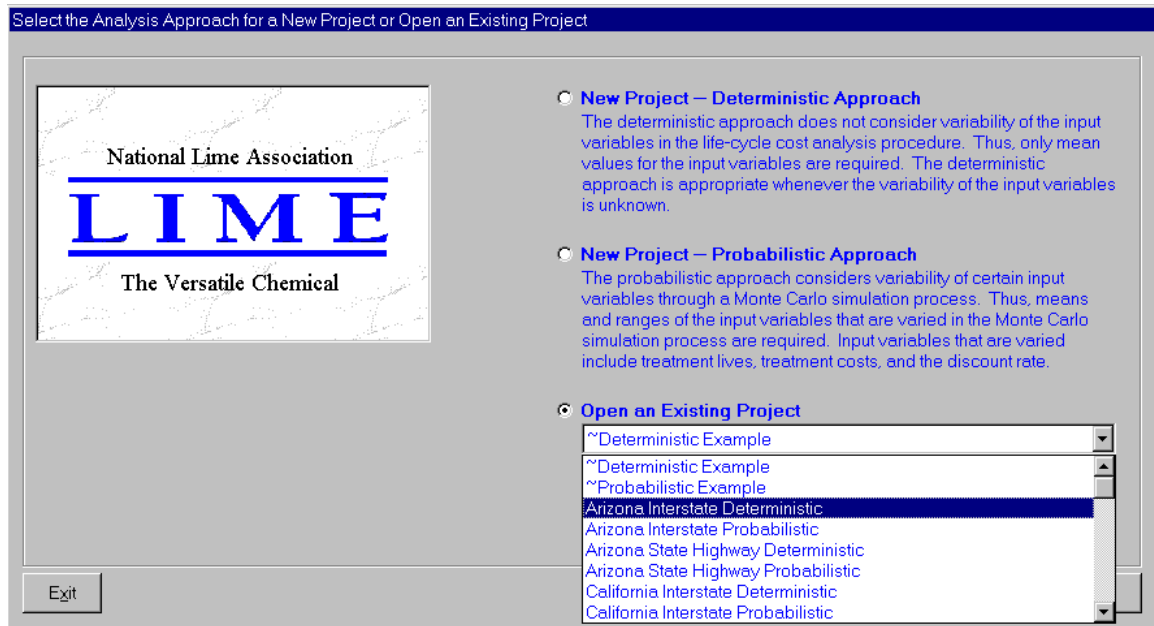 Select the Analysis Approach for a New Project or Open an Existing Project
National Lime Association
LIME
The Versatile Chemical
New Project – Deterministic Approach
The deterministic approach does not consider variability of the input
variables in the life-cycle cost analysis procedure. Thus, only mean
values for the input variables are required. The deterministic
approach is appropriate whenever the variability of the input variables
is unknown.
New Project – Probabilistic Approach
The probabilistic approach considers variability of certain input
variables through a Monte Carlo simulation process. Thus, means
and ranges of the input variables that are varied in the Monte Carlo
simulation process are required. Input variables that are varied
include treatment lives, treatment costs, and the discount rate.
Open an Existing Project
~Deterministic Example
~Deterministic Example
~Probabilistic Example
Arizona Interstate Deterministic
Arizona Interstate Probabilistic
Arizona State Highway Deterministic
Arizona State Highway Probabilistic
California Interstate Deterministic
California Interstate Probabilistic
Exit